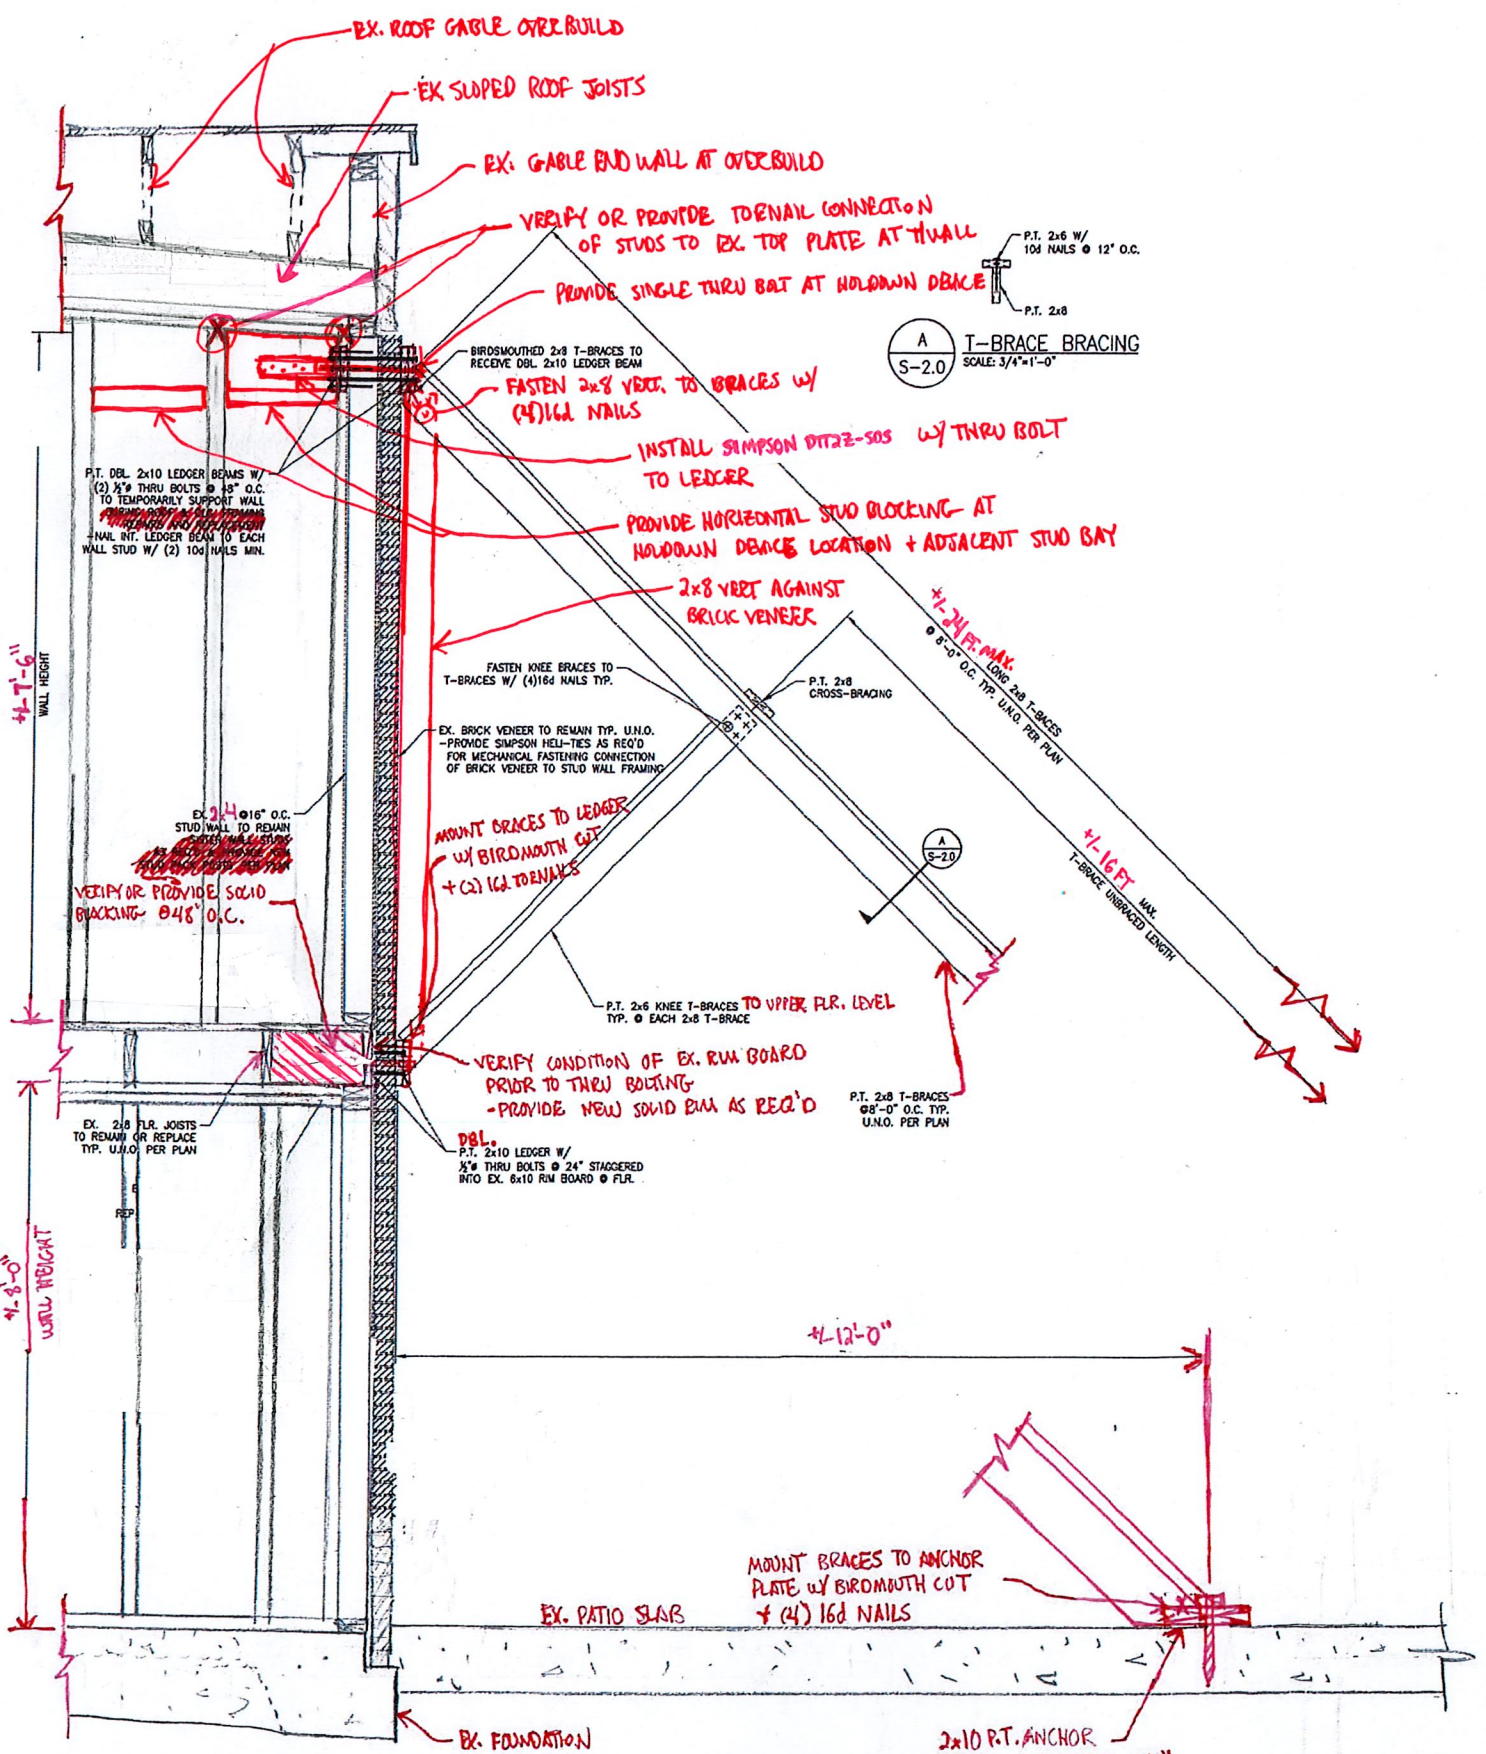 EX. ROOF GABLE OVERBUILD
EX. SLOPED ROOF JOISTS
EX. GABLE END WALL AT OVERBUILD
VERIFY OR PROVIDE TOENAIL CONNECTION
OF STUDS TO EX. TOP PLATE AT T/WALL
PROVIDE SINGLE THRU BOLT AT HOLDOWN DEVICE
P.T. 2x6 W/
10d NAILS @ 12" O.C.
P.T. 2x8
A
S-2.0
T-BRACE BRACING
SCALE: 3/4"=1'-0"
BIRDSMOUTHED 2x8 T-BRACES TO
RECEIVE DBL 2x10 LEDGER BEAM
FASTEN 2x8 VERT. TO BRACES W/
(4)16d NAILS
INSTALL SIMPSON DTT2Z-SDS W/ THRU BOLT
TO LEDGER
P.T. DBL 2x10 LEDGER BEAMS W/
(2) ½"ø THRU BOLTS @ 48" O.C.
TO TEMPORARILY SUPPORT WALL
-NAIL INT. LEDGER BEAM TO EACH
WALL STUD W/ (2) 10d NAILS MIN.
PROVIDE HORIZONTAL STUD BLOCKING AT
HOLDOWN DEVICE LOCATION + ADJACENT STUD BAY
2x8 VERT AGAINST
BRICK VENEER
+/-24 FT. MAX.
LONG 2x8 T-BACES
@ 8'-0" O.C. TYP. U.N.O. PER PLAN
+/-7'-6"
WALL HEIGHT
FASTEN KNEE BRACES TO
T-BRACES W/ (4)16d NAILS TYP.
P.T. 2x8
CROSS-BRACING
EX. BRICK VENEER TO REMAIN TYP. U.N.O.
-PROVIDE SIMPSON HELI-TIES AS REQ'D
FOR MECHANICAL FASTENING CONNECTION
OF BRICK VENEER TO STUD WALL FRAMING
EX. 2x4 @16" O.C.
STUD WALL TO REMAIN
VERIFY OR PROVIDE SOLID
BLOCKING @48" O.C.
MOUNT BRACES TO LEDGER
W/ BIRDMOUTH CUT
+ (2) 16d TOENAILS
A
S-2.0
+/-16 FT MAX.
T-BRACE UNBRACED LENGTH
P.T. 2x6 KNEE T-BRACES TO UPPER FLR. LEVEL
TYP. @ EACH 2x8 T-BRACE
VERIFY CONDITION OF EX. RIM BOARD
PRIOR TO THRU BOLTING
-PROVIDE NEW SOLID RIM AS REQ'D
P.T. 2x8 T-BRACES
@8'-0" O.C. TYP.
U.N.O. PER PLAN
EX. 2x8 FLR. JOISTS
TO REMAIN OR REPLACE
TYP. U.N.O. PER PLAN
DBL.
P.T. 2x10 LEDGER W/
½"ø THRU BOLTS @ 24" STAGGERED
INTO EX. 6x10 RIM BOARD @ FLR.
REP
+/-8'-0"
WALL HEIGHT
+/-12'-0"
MOUNT BRACES TO ANCHOR
PLATE W/ BIRDMOUTH CUT
+ (4) 16d NAILS
EX. PATIO SLAB
EX. FOUNDATION
2x10 P.T. ANCHOR